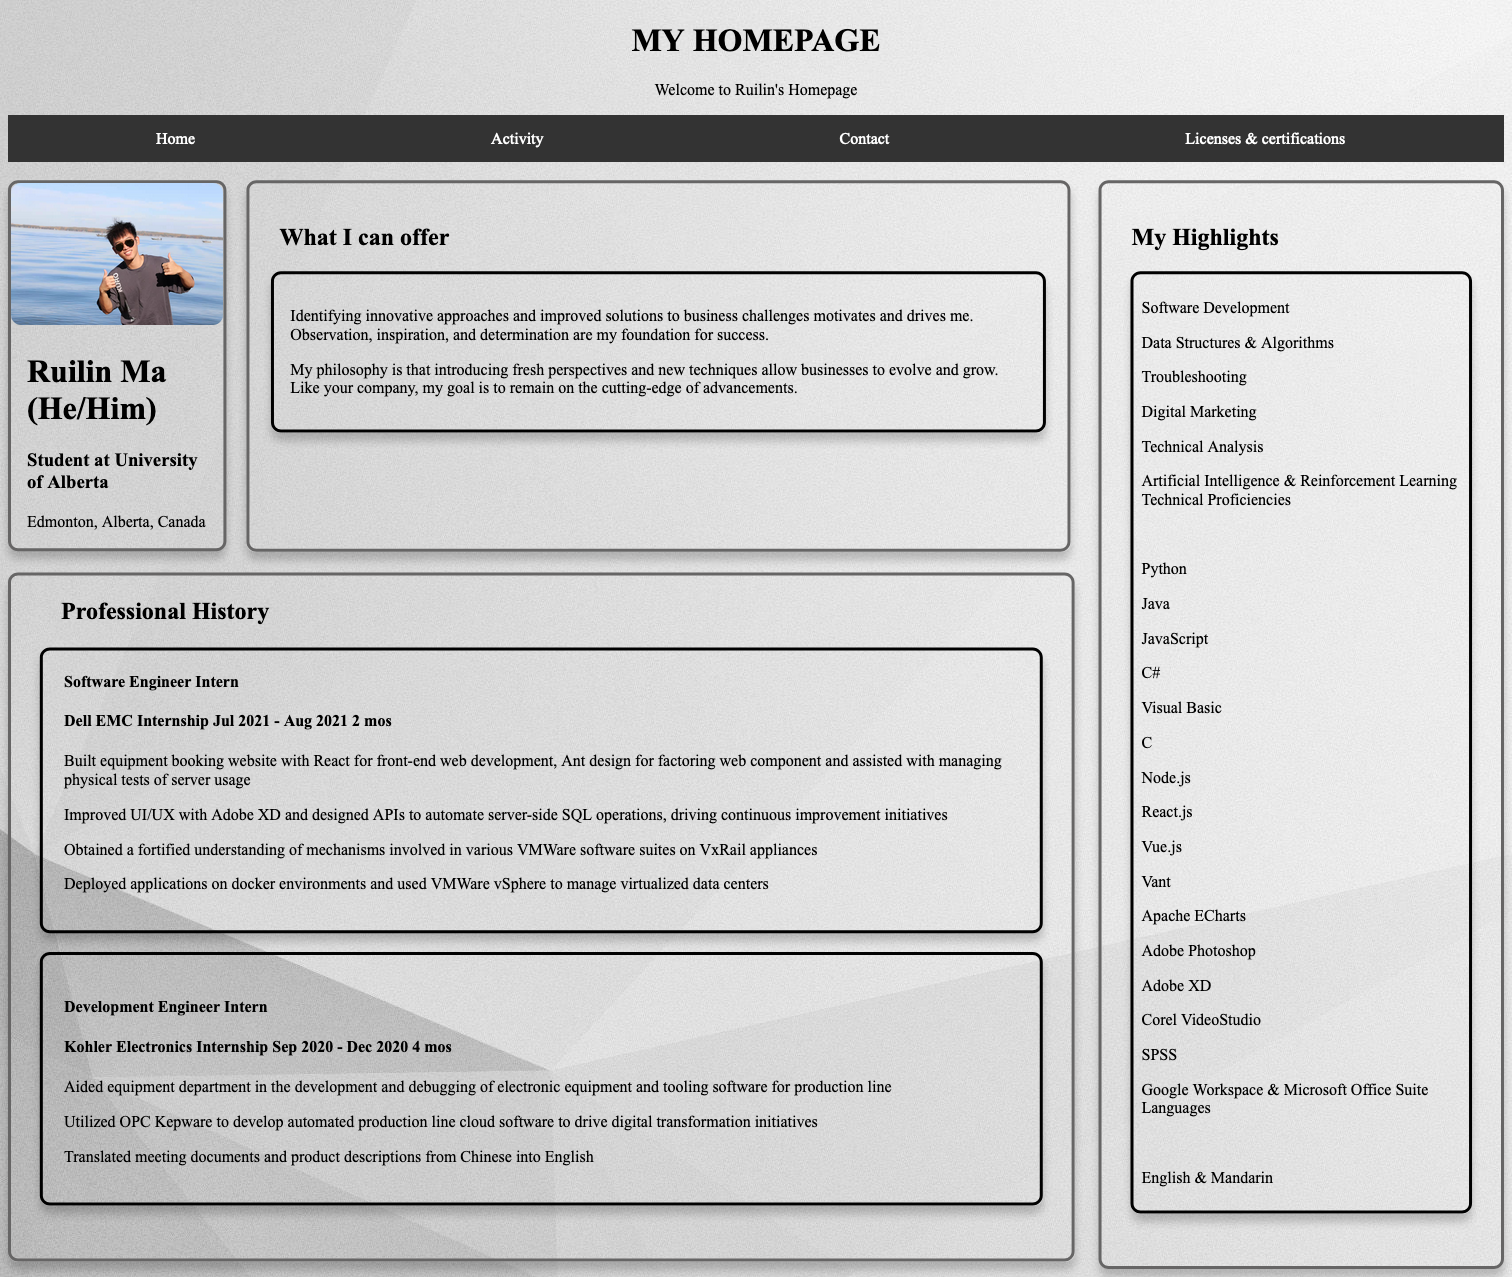 MY HOMEPAGE
Welcome to Ruilin's Homepage
Home Activity Contact Licenses & certifications
Ruilin Ma
(He/Him)
Student at University
of Alberta
Edmonton, Alberta, Canada
What I can offer
Identifying innovative approaches and improved solutions to business challenges motivates and drives me.
Observation, inspiration, and determination are my foundation for success.
My philosophy is that introducing fresh perspectives and new techniques allow businesses to evolve and grow.
Like your company, my goal is to remain on the cutting-edge of advancements.
Professional History
Software Engineer Intern
Dell EMC Internship Jul 2021 - Aug 2021 2 mos
Built equipment booking website with React for front-end web development, Ant design for factoring web component and assisted with managing
physical tests of server usage
Improved UI/UX with Adobe XD and designed APIs to automate server-side SQL operations, driving continuous improvement initiatives
Obtained a fortified understanding of mechanisms involved in various VMWare software suites on VxRail appliances
Deployed applications on docker environments and used VMWare vSphere to manage virtualized data centers
Development Engineer Intern
Kohler Electronics Internship Sep 2020 - Dec 2020 4 mos
Aided equipment department in the development and debugging of electronic equipment and tooling software for production line
Utilized OPC Kepware to develop automated production line cloud software to drive digital transformation initiatives
Translated meeting documents and product descriptions from Chinese into English
My Highlights
Software Development
Data Structures & Algorithms
Troubleshooting
Digital Marketing
Technical Analysis
Artificial Intelligence & Reinforcement Learning
Technical Proficiencies
Python
Java
JavaScript
C#
Visual Basic
C
Node.js
React.js
Vue.js
Vant
Apache ECharts
Adobe Photoshop
Adobe XD
Corel VideoStudio
SPSS
Google Workspace & Microsoft Office Suite
Languages
English & Mandarin